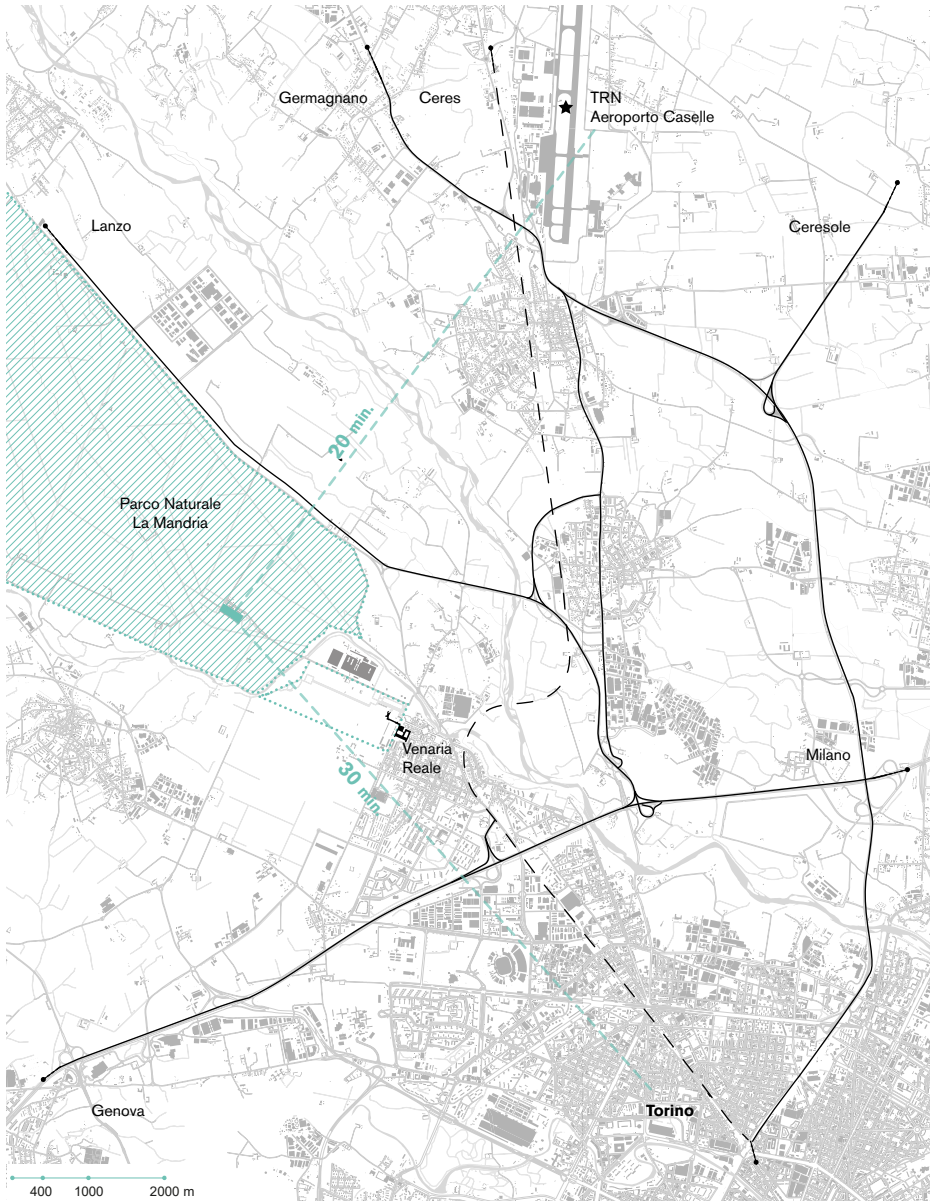 Germagnano
Ceres
TRN
Aeroporto Caselle
Lanzo
Ceresole
20 min.
Parco Naturale
La Mandria
Venaria
Reale
Milano
30 min.
Genova
Torino
400 1000 2000 m